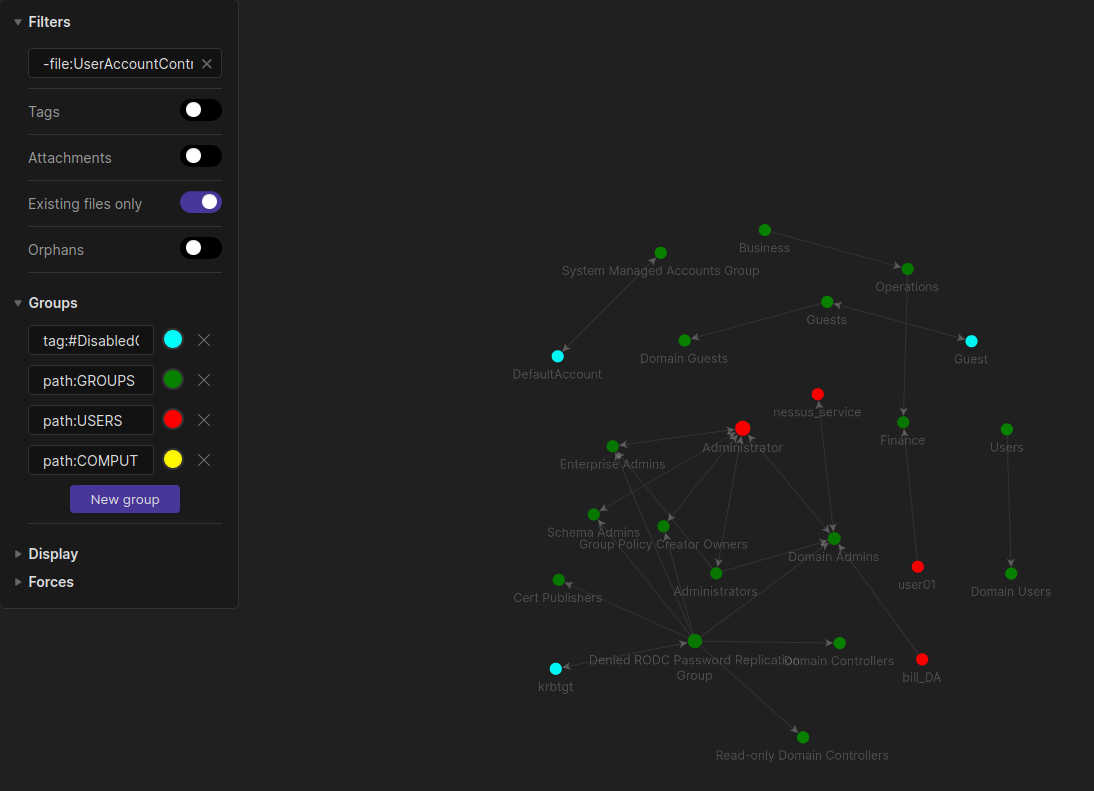 Filters
-file:UserAccountContr
Tags
Attachments
Existing files only
Orphans
Groups
tag:#Disabled
path:GROUPS
path:USERS
path:COMPUT
New group
Display
Forces
Business
System Managed Accounts Group
Operations
Guests
Domain Guests
Guest
DefaultAccount
nessus_service
Finance
Administrator
Users
Enterprise Admins
Schema Admins
Group Policy Creator Owners
Domain Admins
user01
Administrators
Domain Users
Cert Publishers
Denied RODC Password Replication
Group
Domain Controllers
bill_DA
krbtgt
Read-only Domain Controllers